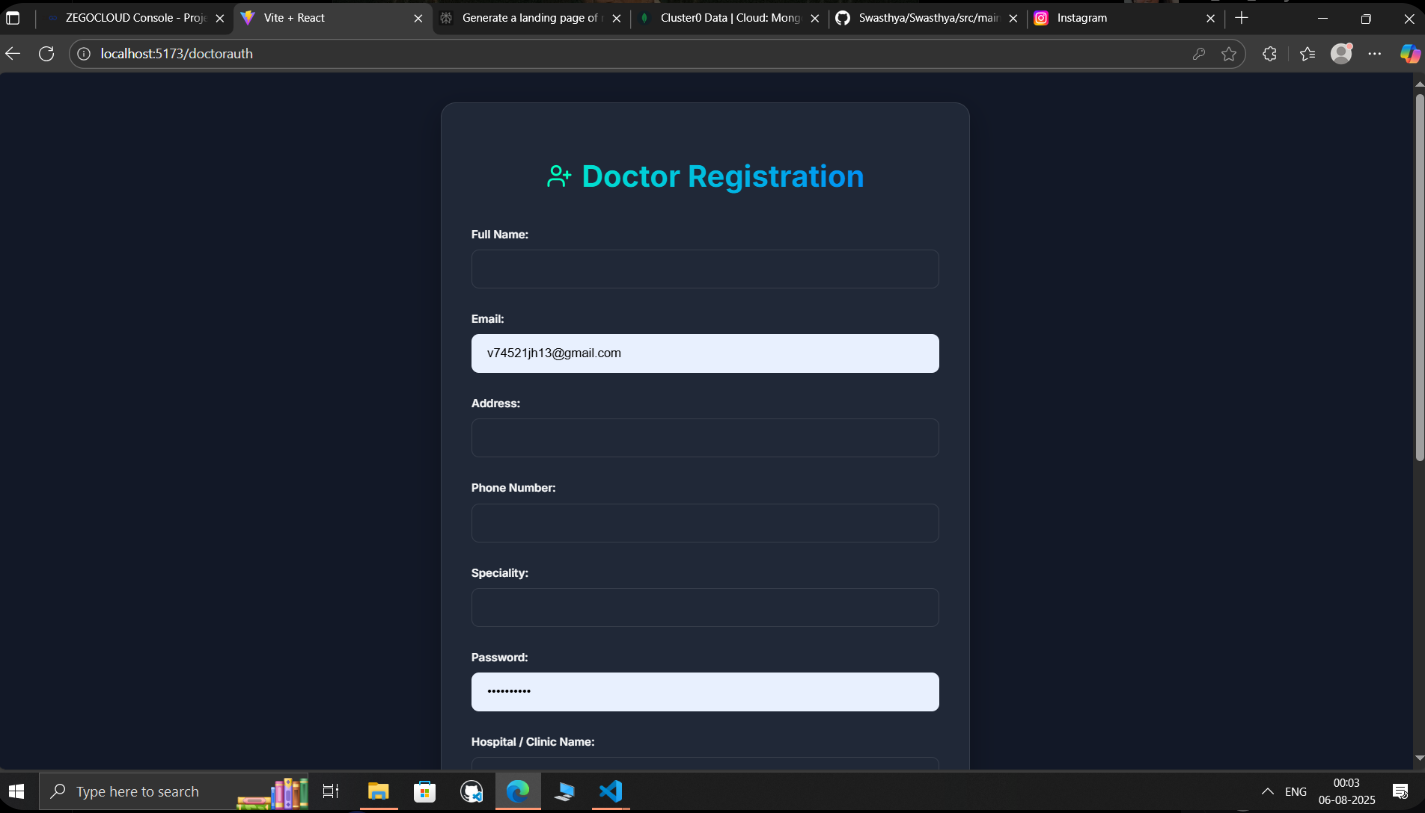 ZEGOCLOUD Console - Proje
Vite + React
Generate a landing page of
Cluster0 Data | Cloud: Mong
Swasthya/Swasthya/src/main
Instagram
localhost:5173/doctorauth
Doctor Registration
Full Name:
Email:
v74521jh13@gmail.com
Address:
Phone Number:
Speciality:
Password:
••••••••••
Hospital / Clinic Name:
Type here to search
ENG
00:03
06-08-2025